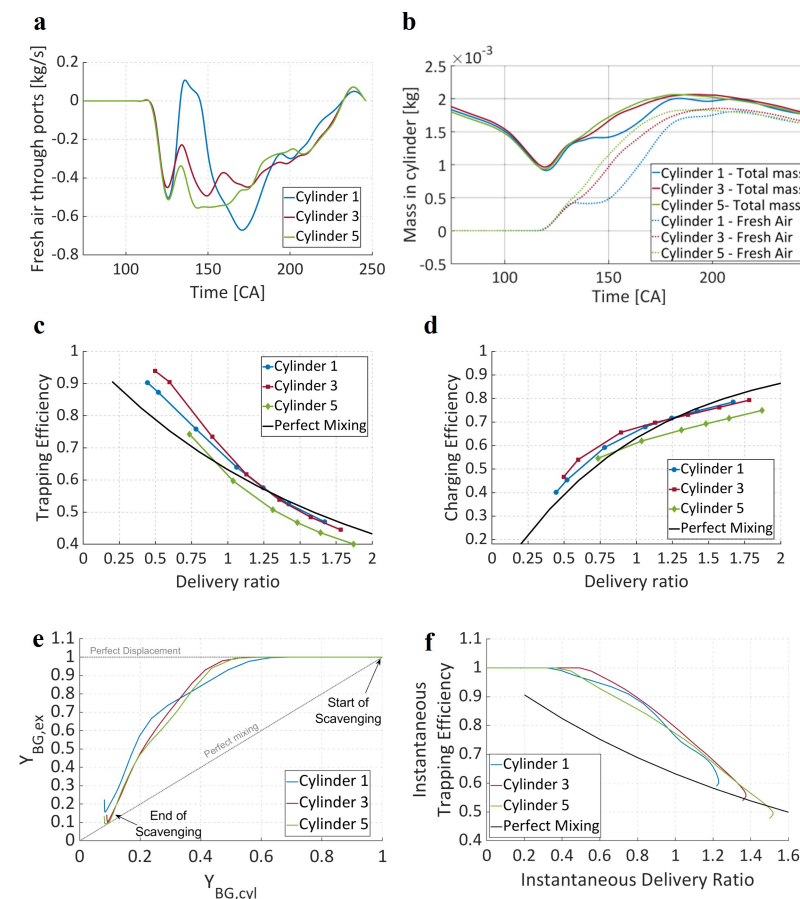 a
Fresh air through ports [kg/s]
0.2
0
-0.2
-0.4
-0.6
-0.8
100
150
200
250
Time [CA]
Cylinder 1
Cylinder 3
Cylinder 5
b
Mass in cylinder [kg]
×10⁻³
2.5
2
1.5
1
0.5
0
-0.5
100
150
200
Time [CA]
Cylinder 1 - Total mass
Cylinder 3 - Total mass
Cylinder 5- Total mass
Cylinder 1 - Fresh Air
Cylinder 3 - Fresh Air
Cylinder 5 - Fresh Air
c
Trapping Efficiency
1
0.9
0.8
0.7
0.6
0.5
0.4
0
0.25
0.5
0.75
1
1.25
1.5
1.75
2
Delivery ratio
Cylinder 1
Cylinder 3
Cylinder 5
Perfect Mixing
d
Charging Efficiency
1
0.9
0.8
0.7
0.6
0.5
0.4
0.3
0.2
0
0.25
0.5
0.75
1
1.25
1.5
1.75
2
Delivery ratio
Cylinder 1
Cylinder 3
Cylinder 5
Perfect Mixing
e
Y_BG,ex
1.1
1
0.9
0.8
0.7
0.6
0.5
0.4
0.3
0.2
0.1
0
0
0.2
0.4
0.6
0.8
1
Y_BG,cyl
Perfect Displacement
Perfect mixing
Start of
Scavenging
End of
Scavenging
Cylinder 1
Cylinder 3
Cylinder 5
f
Instantaneous
Trapping Efficiency
1.1
1
0.9
0.8
0.7
0.6
0.5
0.4
0
0.2
0.4
0.6
0.8
1
1.2
1.4
1.6
Instantaneous Delivery Ratio
Cylinder 1
Cylinder 3
Cylinder 5
Perfect Mixing